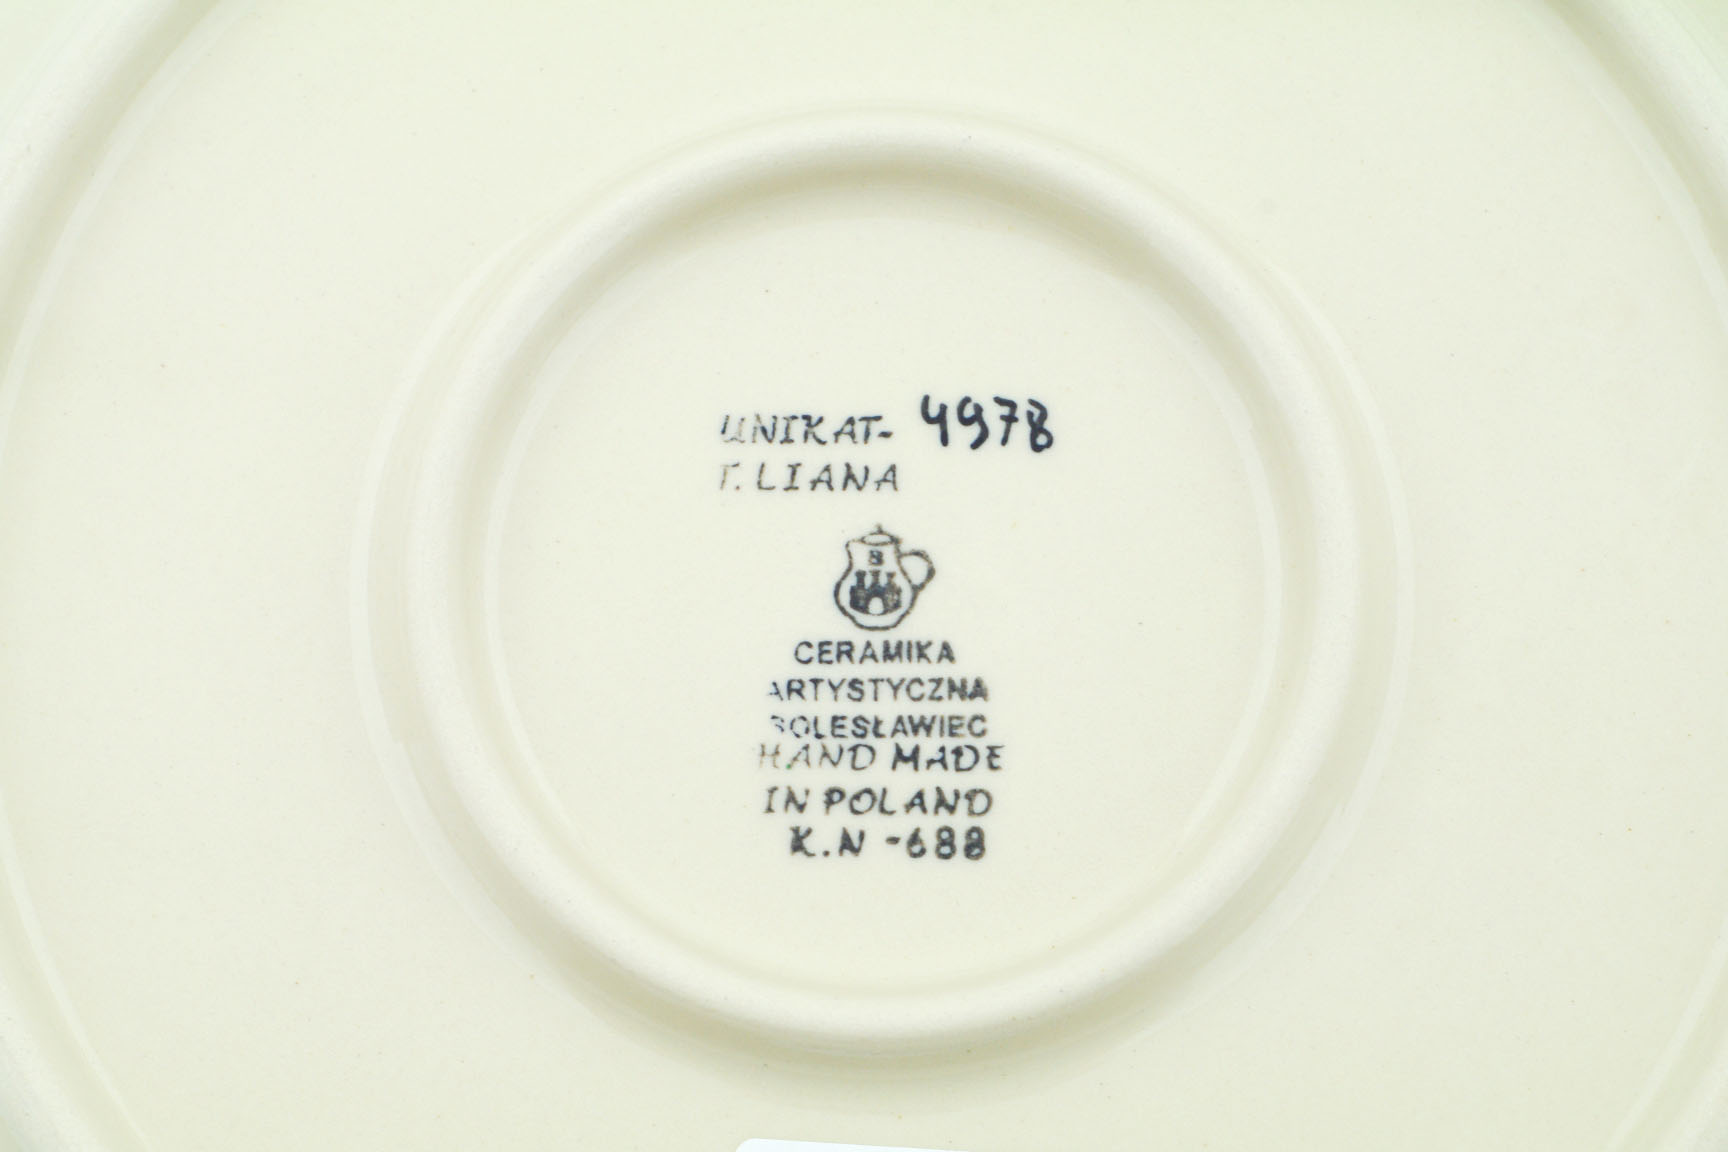 UNIKAT- 4978
T. LIANA
B
CERAMIKA
ARTYSTYCZNA
BOLESŁAWIEC
HAND MADE
IN POLAND
K.N -688